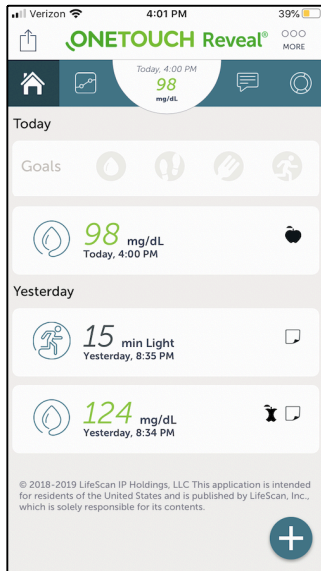 Verizon 4:01 PM 39%
ONETOUCH Reveal®
MORE
Today, 4:00 PM
98
mg/dL
Today
Goals
98 mg/dL
Today, 4:00 PM
Yesterday
15 min Light
Yesterday, 8:35 PM
124 mg/dL
Yesterday, 8:34 PM
© 2018-2019 LifeScan IP Holdings, LLC This application is intended
for residents of the United States and is published by LifeScan, Inc.,
which is solely responsible for its contents.